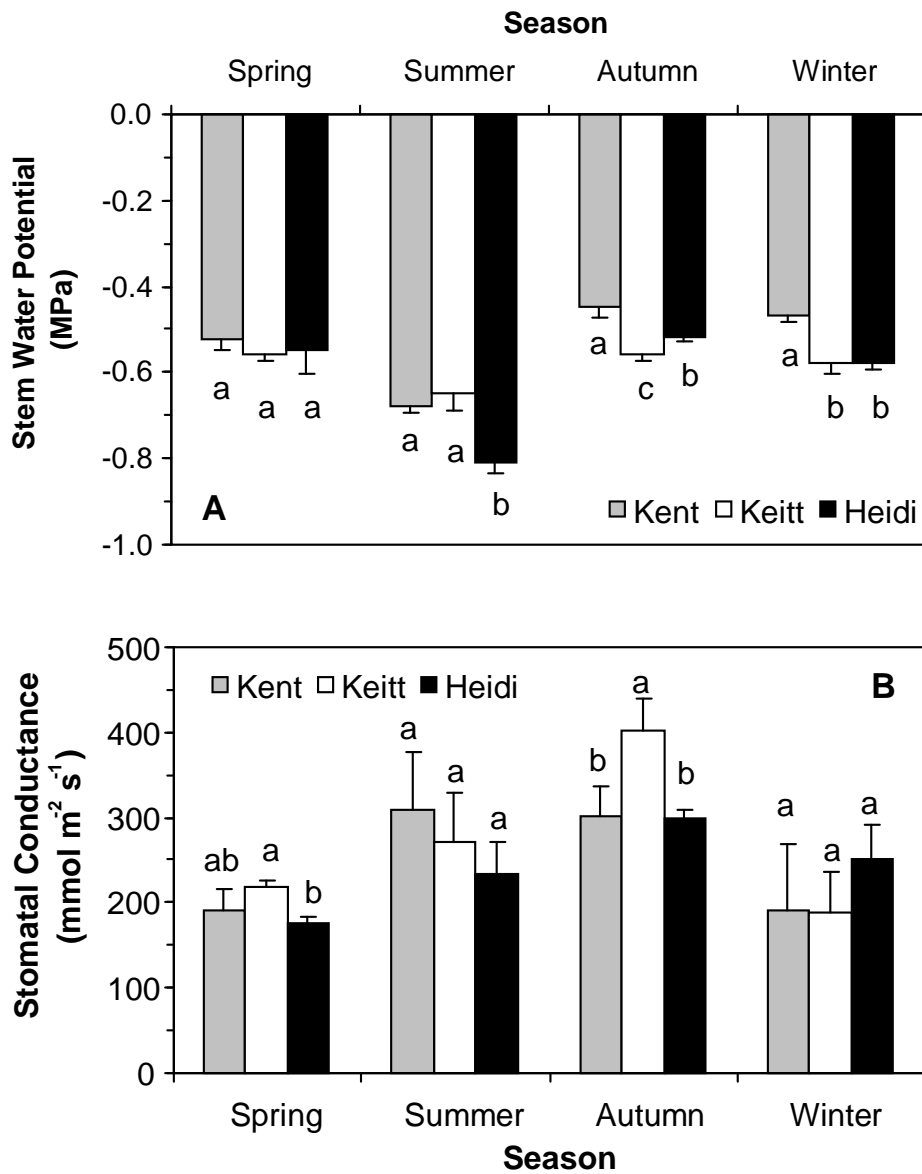 Season
Spring Summer Autumn Winter
0.0
-0.2
-0.4
-0.6
-0.8
-1.0
Stem Water Potential
(MPa)
a a a
a a b
a c b
a b b
A
Kent Keitt Heidi
500
400
300
200
100
0
Stomatal Conductance
(mmol m⁻² s⁻¹)
Kent Keitt Heidi
B
ab a b
a a a
b a b
a a a
Spring Summer Autumn Winter
Season